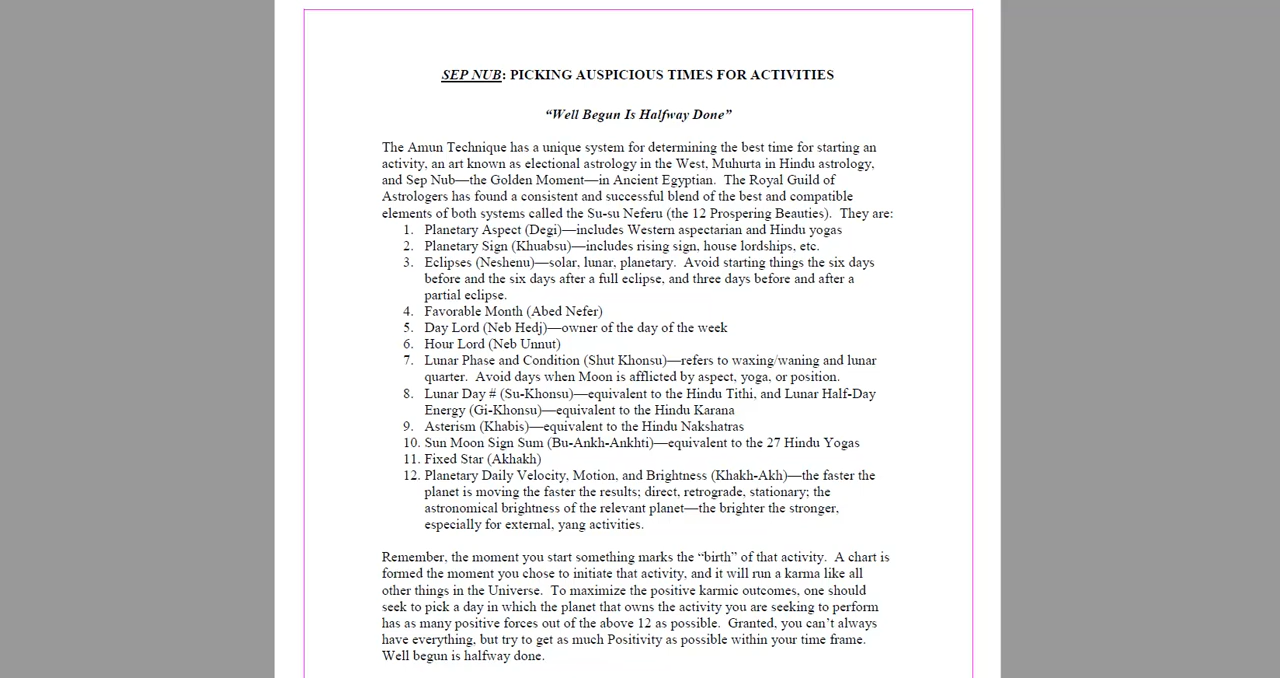 SEP NUB: PICKING AUSPICIOUS TIMES FOR ACTIVITIES
“Well Begun Is Halfway Done”
The Amun Technique has a unique system for determining the best time for starting an
activity, an art known as electional astrology in the West, Muhurta in Hindu astrology,
and Sep Nub—the Golden Moment—in Ancient Egyptian.  The Royal Guild of
Astrologers has found a consistent and successful blend of the best and compatible
elements of both systems called the Su-su Neferu (the 12 Prospering Beauties).  They are:
1. Planetary Aspect (Degi)—includes Western aspectarian and Hindu yogas
2. Planetary Sign (Khuabsu)—includes rising sign, house lordships, etc.
3. Eclipses (Neshenu)—solar, lunar, planetary.  Avoid starting things the six days
before and the six days after a full eclipse, and three days before and after a
partial eclipse.
4. Favorable Month (Abed Nefer)
5. Day Lord (Neb Hedj)—owner of the day of the week
6. Hour Lord (Neb Unnut)
7. Lunar Phase and Condition (Shut Khonsu)—refers to waxing/waning and lunar
quarter.  Avoid days when Moon is afflicted by aspect, yoga, or position.
8. Lunar Day # (Su-Khonsu)—equivalent to the Hindu Tithi, and Lunar Half-Day
Energy (Gi-Khonsu)—equivalent to the Hindu Karana
9. Asterism (Khabis)—equivalent to the Hindu Nakshatras
10. Sun Moon Sign Sum (Bu-Ankh-Ankhti)—equivalent to the 27 Hindu Yogas
11. Fixed Star (Akhakh)
12. Planetary Daily Velocity, Motion, and Brightness (Khakh-Akh)—the faster the
planet is moving the faster the results; direct, retrograde, stationary; the
astronomical brightness of the relevant planet—the brighter the stronger,
especially for external, yang activities.
Remember, the moment you start something marks the “birth” of that activity.  A chart is
formed the moment you chose to initiate that activity, and it will run a karma like all
other things in the Universe.  To maximize the positive karmic outcomes, one should
seek to pick a day in which the planet that owns the activity you are seeking to perform
has as many positive forces out of the above 12 as possible.  Granted, you can’t always
have everything, but try to get as much Positivity as possible within your time frame.
Well begun is halfway done.